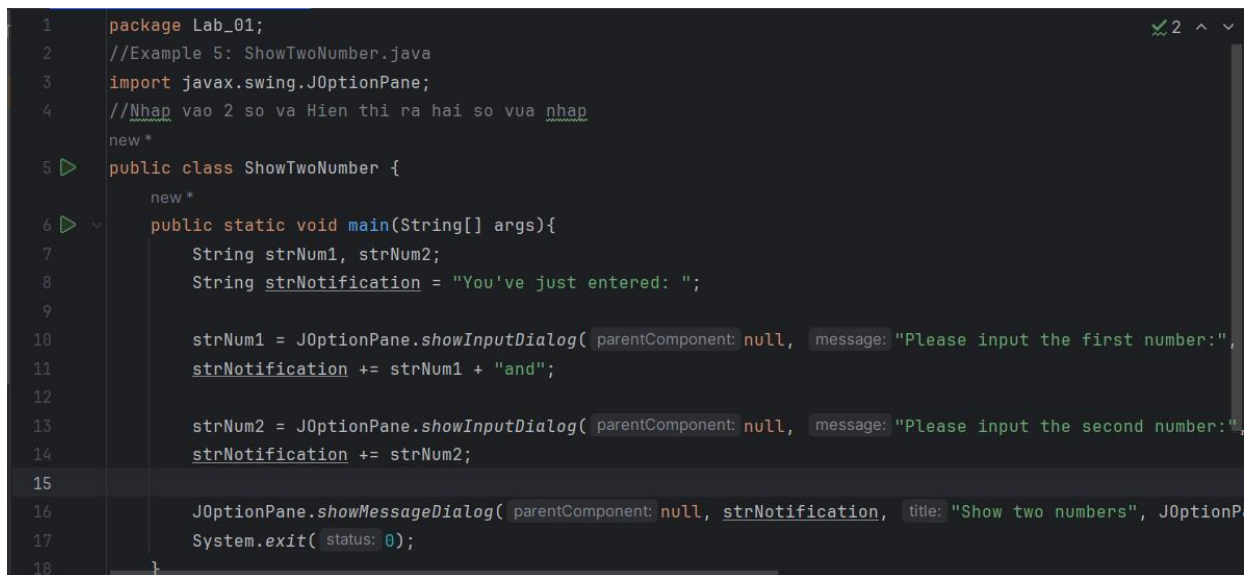 1 package Lab_01;
2 2 //Example 5: ShowTwoNumber.java
3 import javax.swing.JOptionPane;
4 //Nhap vao 2 so va Hien thi ra hai so vua nhap
new *
5 public class ShowTwoNumber {
new *
6 public static void main(String[] args){
7 String strNum1, strNum2;
8 String strNotification = "You've just entered: ";
9
10 strNum1 = JOptionPane.showInputDialog( parentComponent: null, message: "Please input the first number:",
11 strNotification += strNum1 + "and";
12
13 strNum2 = JOptionPane.showInputDialog( parentComponent: null, message: "Please input the second number:",
14 strNotification += strNum2;
15
16 JOptionPane.showMessageDialog( parentComponent: null, strNotification, title: "Show two numbers", JOptionPa
17 System.exit( status: 0);
18 }